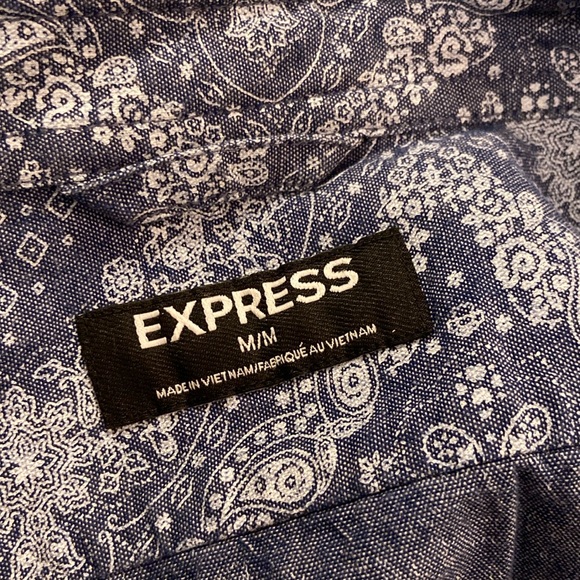 EXPRESS
M/M
MADE IN VIETNAM/FABRIQUÉ AU VIETNAM